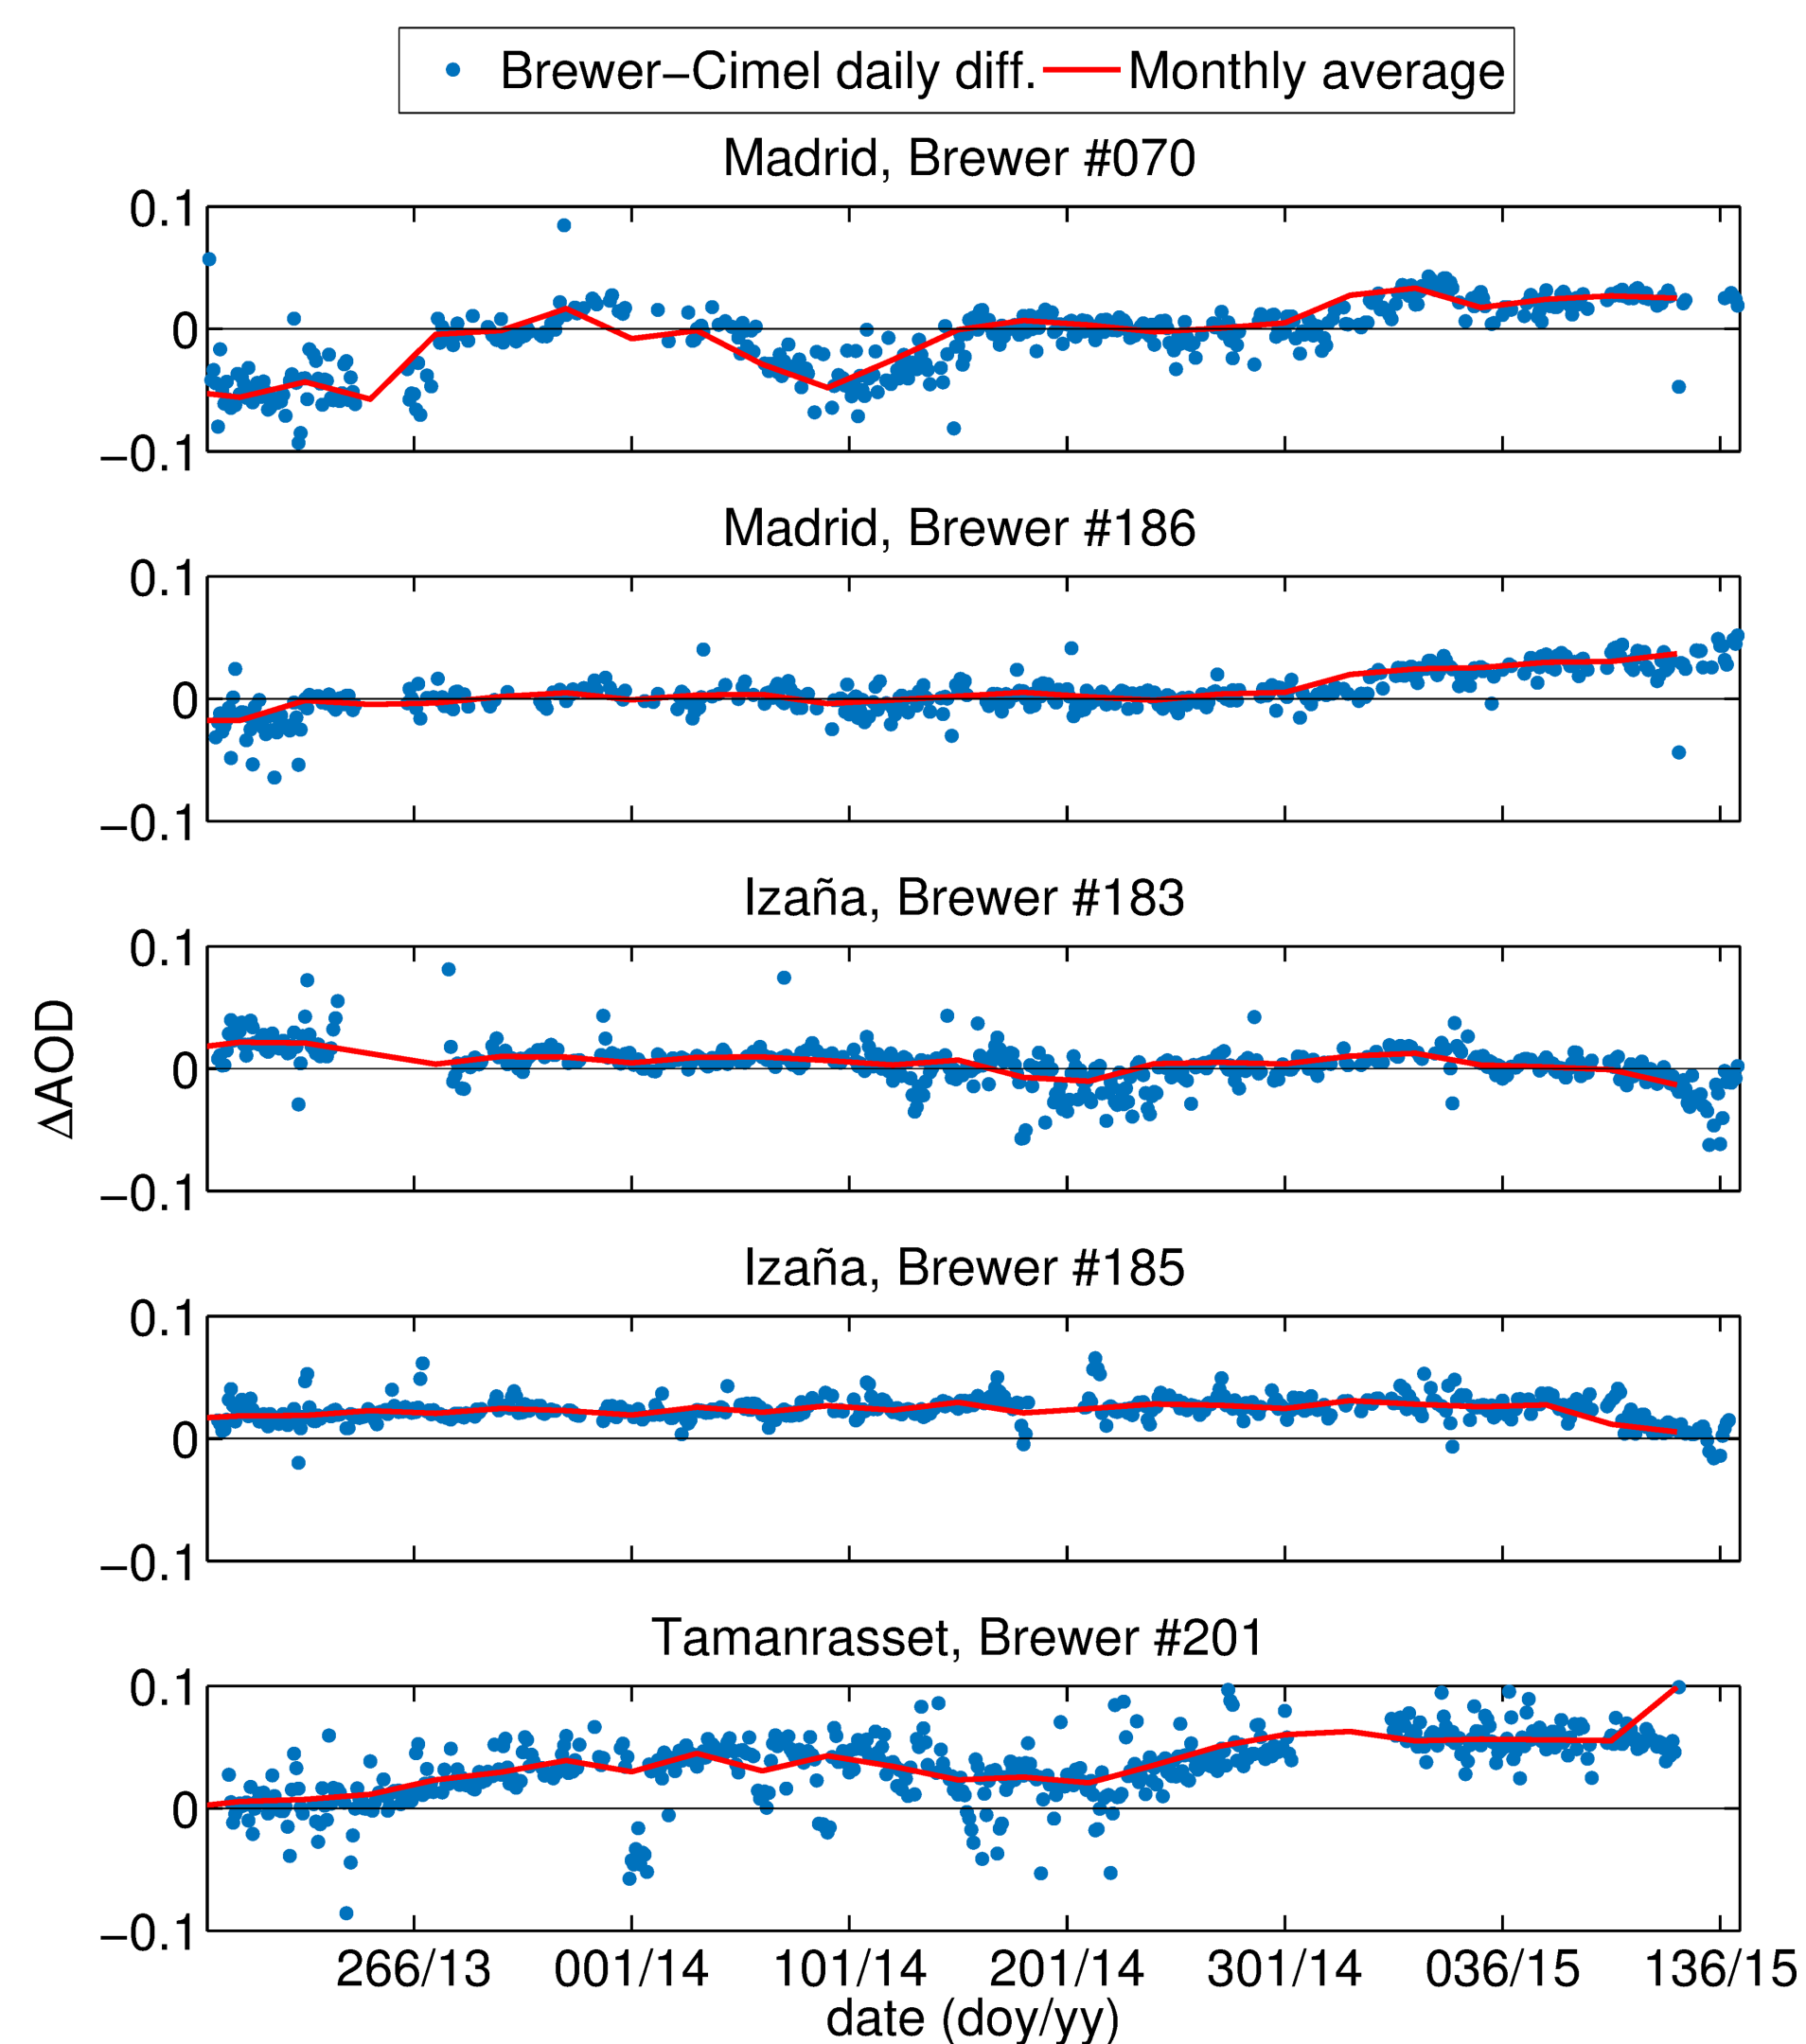 Brewer−Cimel daily diff. Monthly average
Madrid, Brewer #070
0.1
0
−0.1
Madrid, Brewer #186
0.1
0
−0.1
Izaña, Brewer #183
0.1
0
−0.1
ΔAOD
Izaña, Brewer #185
0.1
0
−0.1
Tamanrasset, Brewer #201
0.1
0
−0.1
266/13 001/14 101/14 201/14 301/14 036/15 136/15
date (doy/yy)